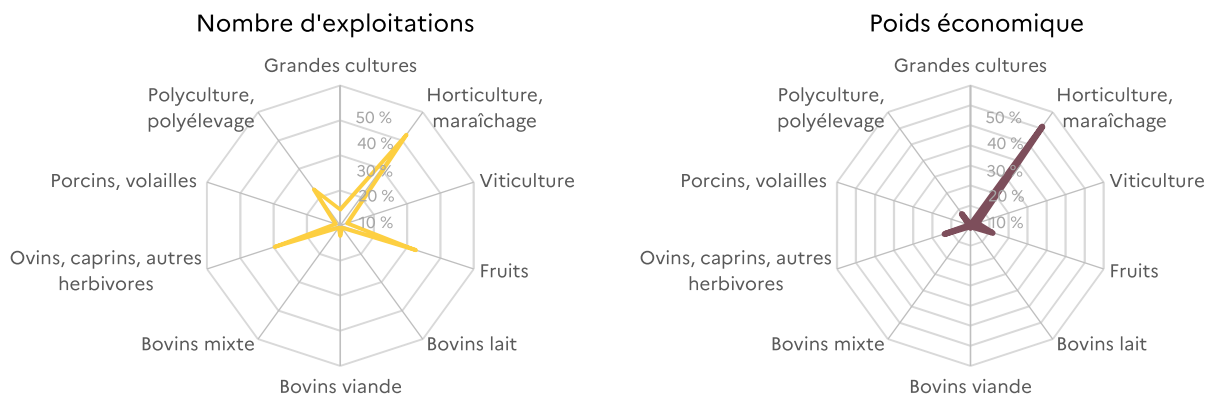 Nombre d'exploitations
Grandes cultures
Polyculture,
polyélevage
Horticulture,
maraîchage
50 %
40 %
30 %
20 %
10 %
Porcins, volailles
Viticulture
Ovins, caprins, autres
herbivores
Fruits
Bovins mixte
Bovins lait
Bovins viande
Poids économique
Grandes cultures
Polyculture,
polyélevage
Horticulture,
maraîchage
50 %
40 %
30 %
20 %
10 %
Porcins, volailles
Viticulture
Ovins, caprins, autres
herbivores
Fruits
Bovins mixte
Bovins lait
Bovins viande